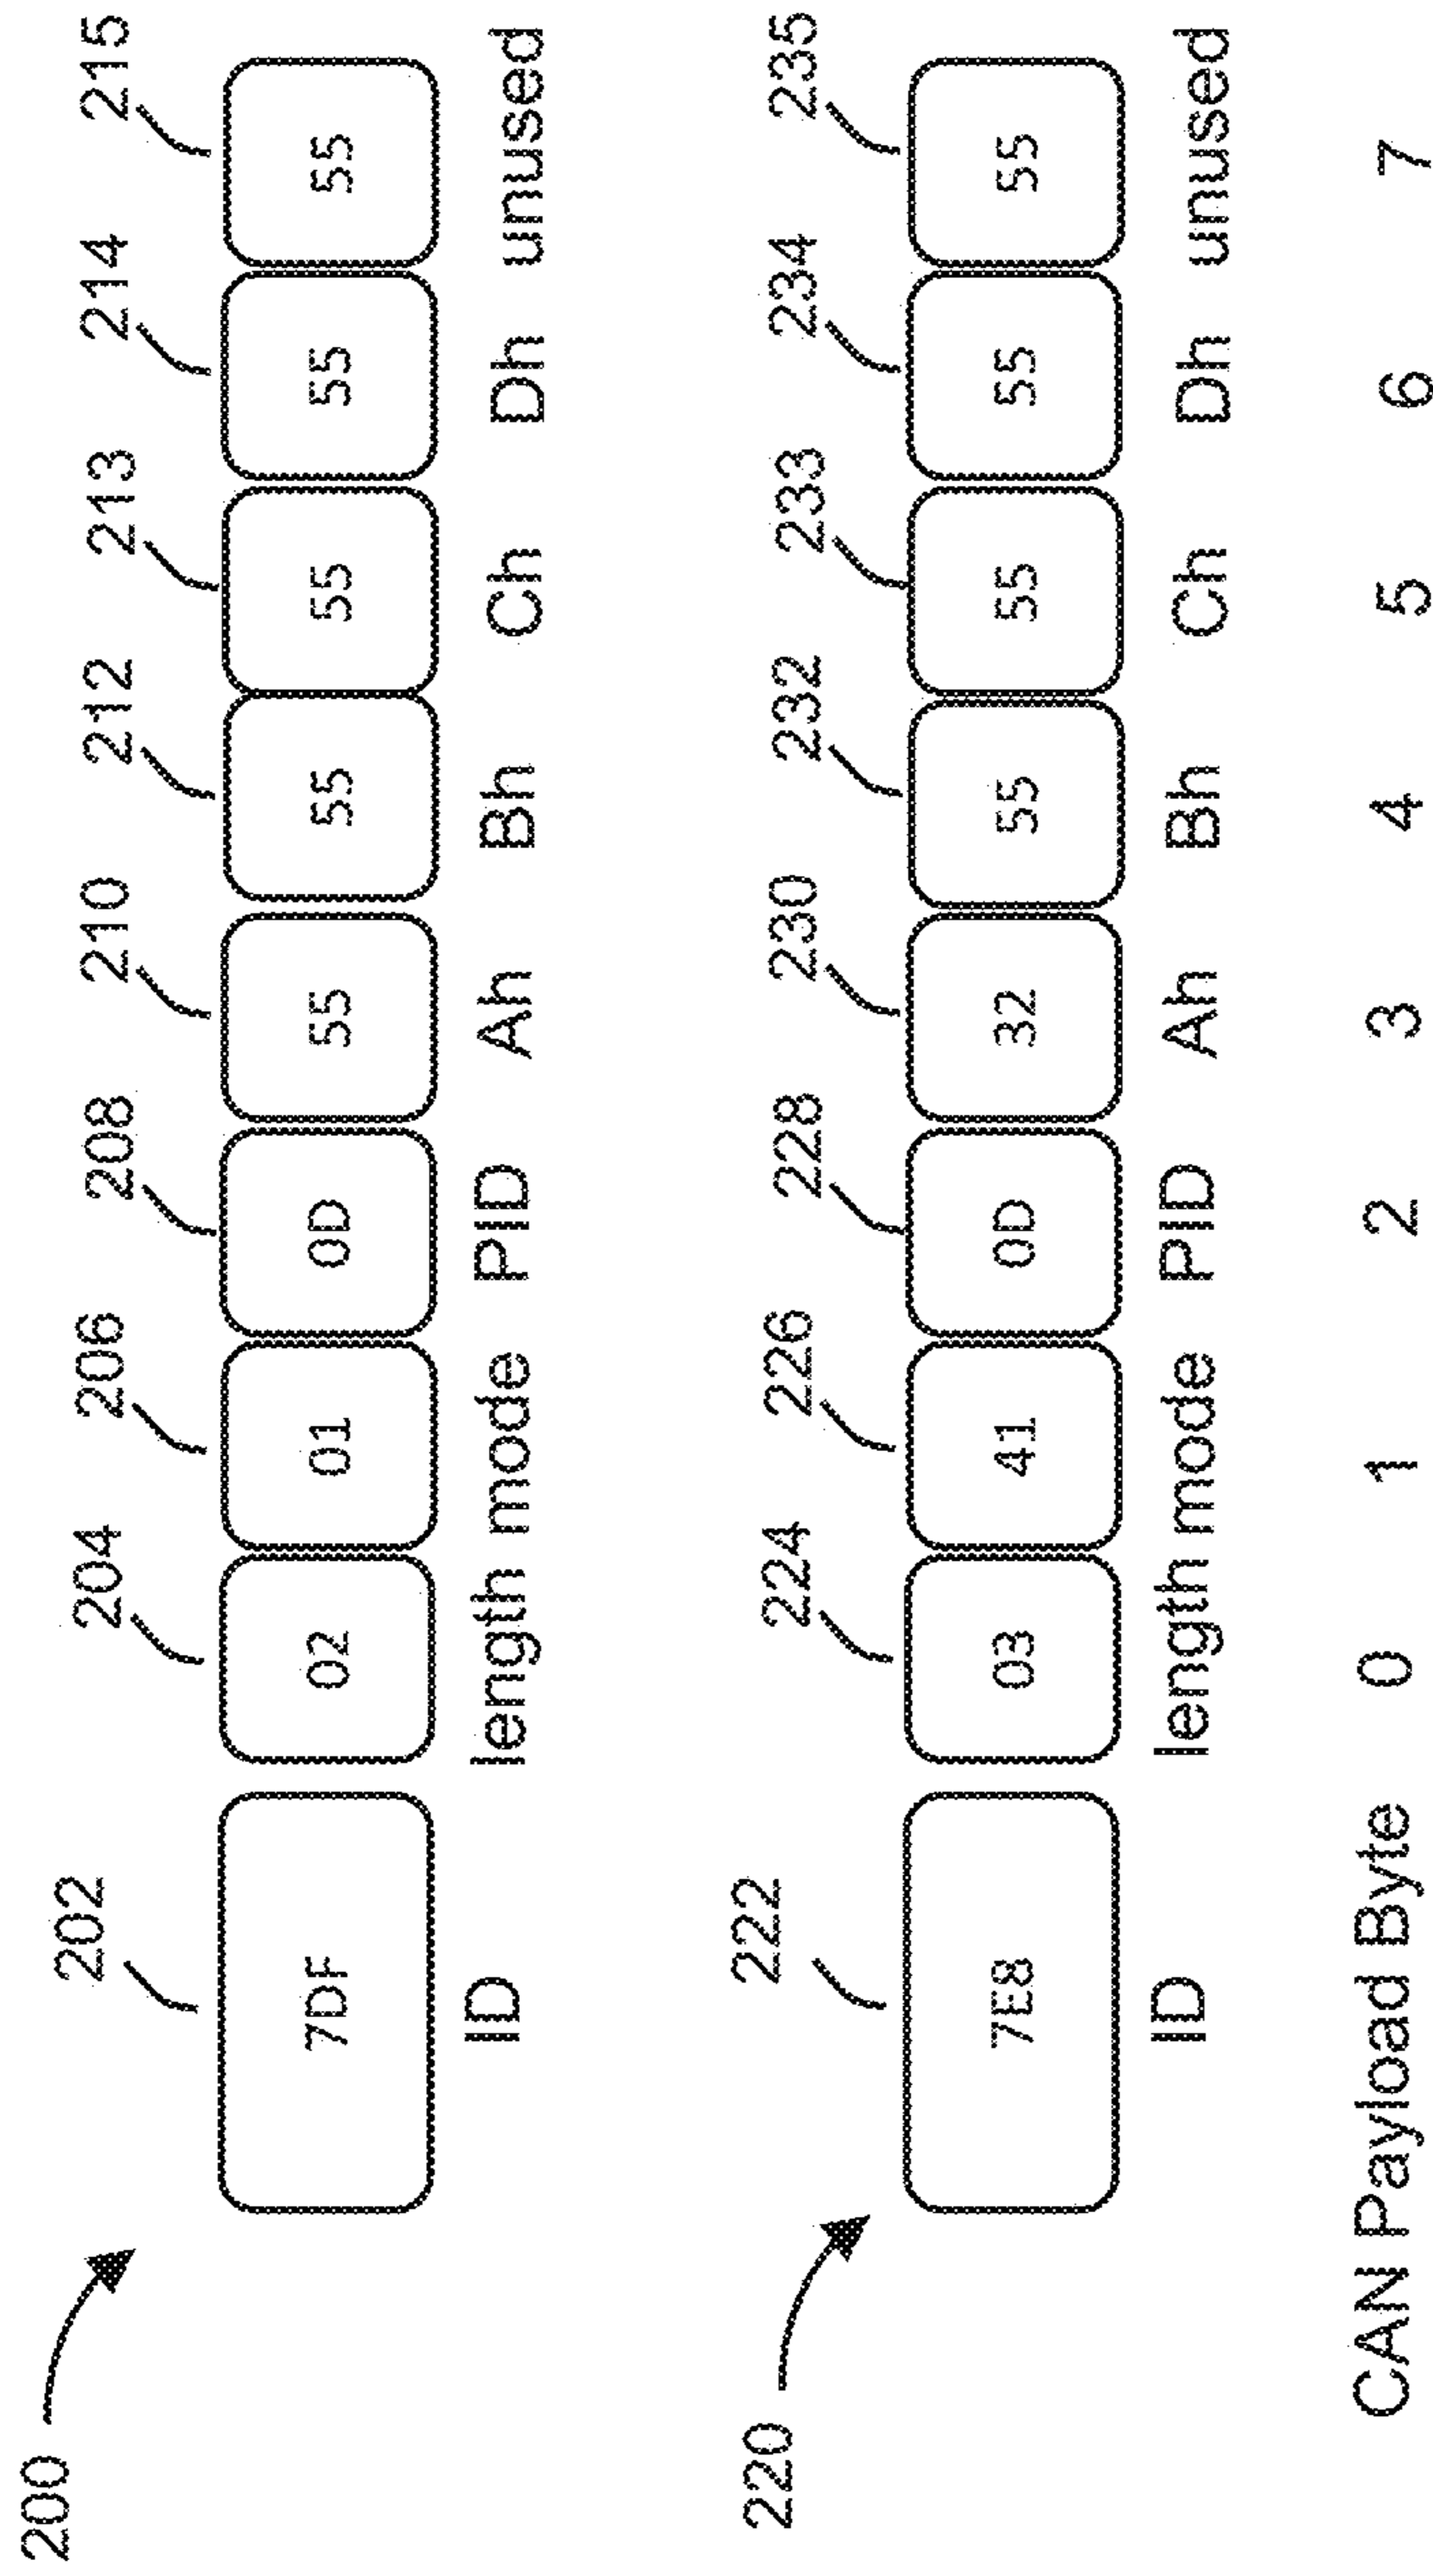 200
202 204 206 208 210 212 213 214 215
7DF 02 01 0D 55 55 55 55 55
ID length mode PID Ah Bh Ch Dh unused
220
222 224 226 228 230 232 233 234 235
7E8 03 41 0D 32 55 55 55 55
ID length mode PID Ah Bh Ch Dh unused
CAN Payload Byte 0 1 2 3 4 5 6 7